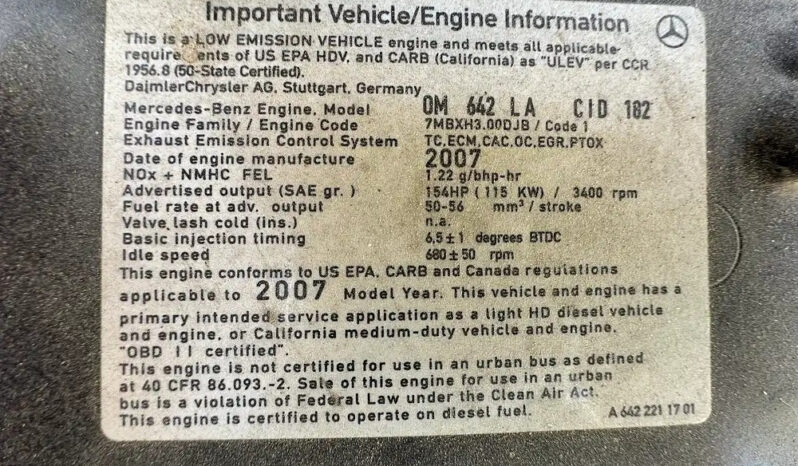 Important Vehicle/Engine Information
This is a LOW EMISSION VEHICLE engine and meets all applicable
of US EPA HDV, and CARB (California) as "ULEV" per CCR
1956.8 (50-State Certified).
DaimlerChrysler AG, Stuttgart, Germany
Mercedes-Benz Engine, Model OM 642 LA CID 182
Engine Family / Engine Code 7MBXH3.00DJB / Code 1
Exhaust Emission Control System TC,ECM,CAC,OC,EGR,PTOX
Date of engine manufacture 2007
NOx + NMHC FEL 1.22 g/bhp-hr
Advertised output (SAE gr. ) 154HP ( 115 KW) / 3400 rpm
Fuel rate at adv. output 50-56 mm³ / stroke
Valve lash cold (ins.) n.a.
Basic injection timing 6,5 ± 1 degrees BTDC
Idle speed 680 ± 50 rpm
This engine conforms to US EPA, CARB and Canada regulations
applicable to 2007 Model Year. This vehicle and engine has a
primary intended service application as a light HD diesel vehicle
and engine, or California medium-duty vehicle and engine.
"OBD II certified".
This engine is not certified for use in an urban bus as defined
at 40 CFR 86.093.-2. Sale of this engine for use in an urban
bus is a violation of Federal Law under the Clean Air Act.
This engine is certified to operate on diesel fuel.
A 642 221 17 01